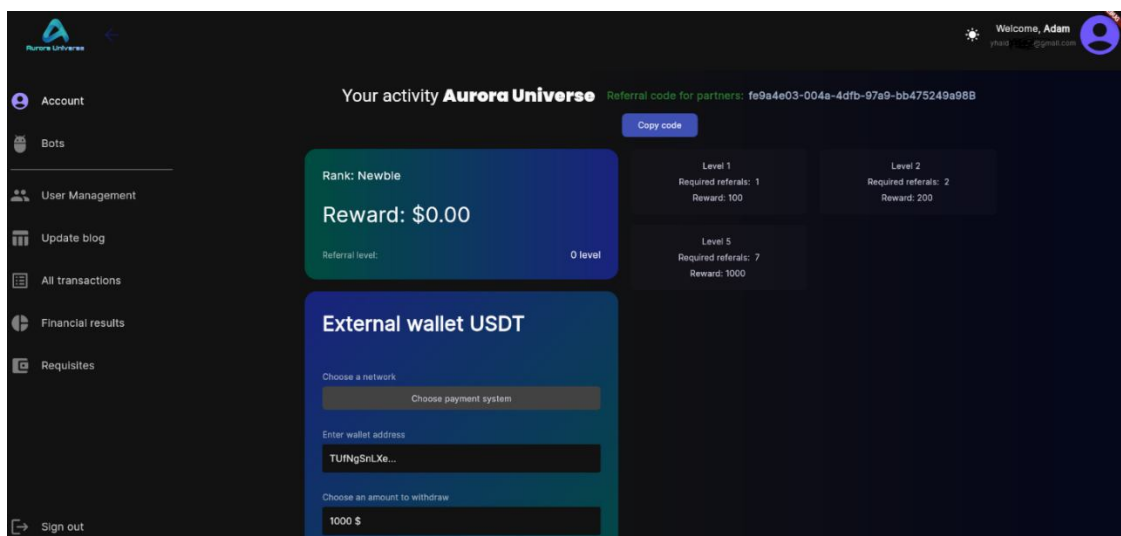 Aurora Universe
Welcome, Adam
yhaid @gmail.com
Account
Bots
User Management
Update blog
All transactions
Financial results
Requisites
Sign out
Your activity Aurora Universe
Referral code for partners: fe9a4e03-004a-4dfb-97a9-bb475249a98B
Copy code
Rank: Newbie
Reward: $0.00
Referral level:
0 level
Level 1
Required referals: 1
Reward: 100
Level 2
Required referals: 2
Reward: 200
Level 5
Required referals: 7
Reward: 1000
External wallet USDT
Choose a network
Choose payment system
Enter wallet address
TUfNgSnLXe...
Choose an amount to withdraw
1000 $